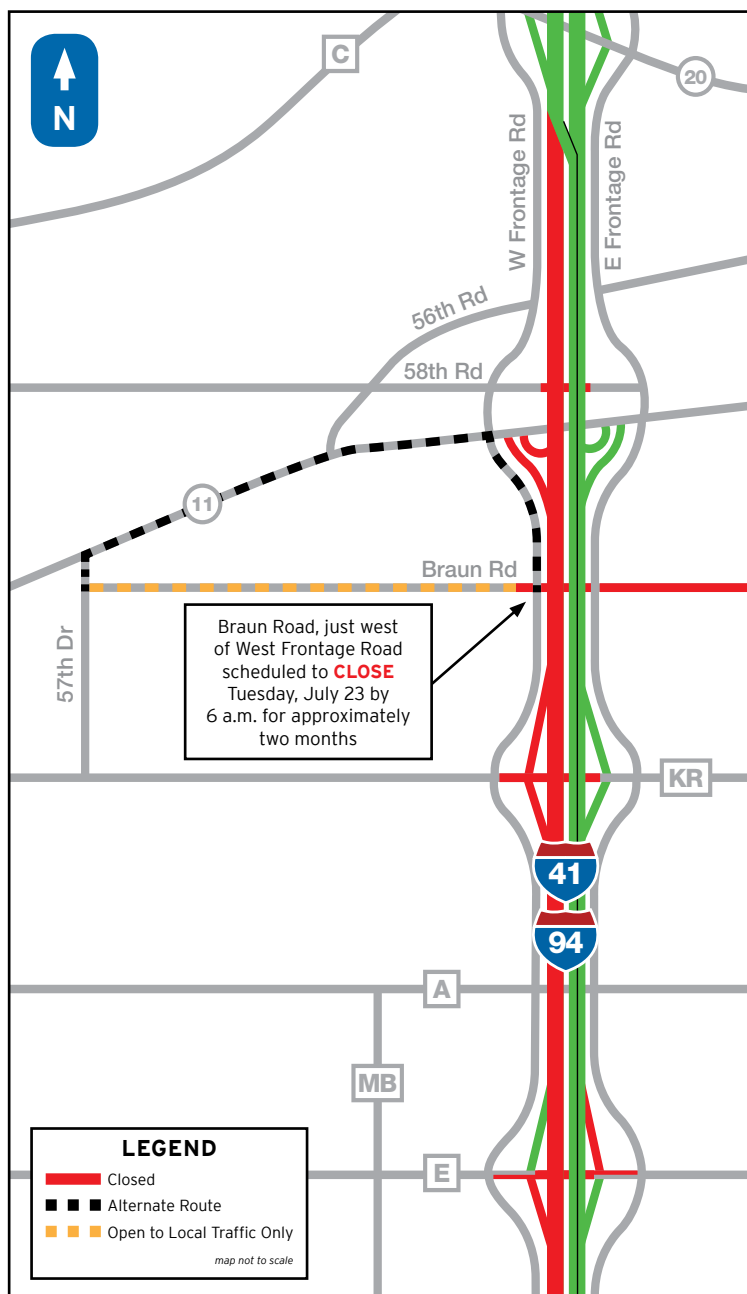 C
N
20
W Frontage Rd
E Frontage Rd
56th Rd
58th Rd
11
Braun Rd
Braun Road, just west
of West Frontage Road
scheduled to CLOSE
Tuesday, July 23 by
6 a.m. for approximately
two months
57th Dr
KR
41
94
A
MB
E
LEGEND
Closed
Alternate Route
Open to Local Traffic Only
map not to scale